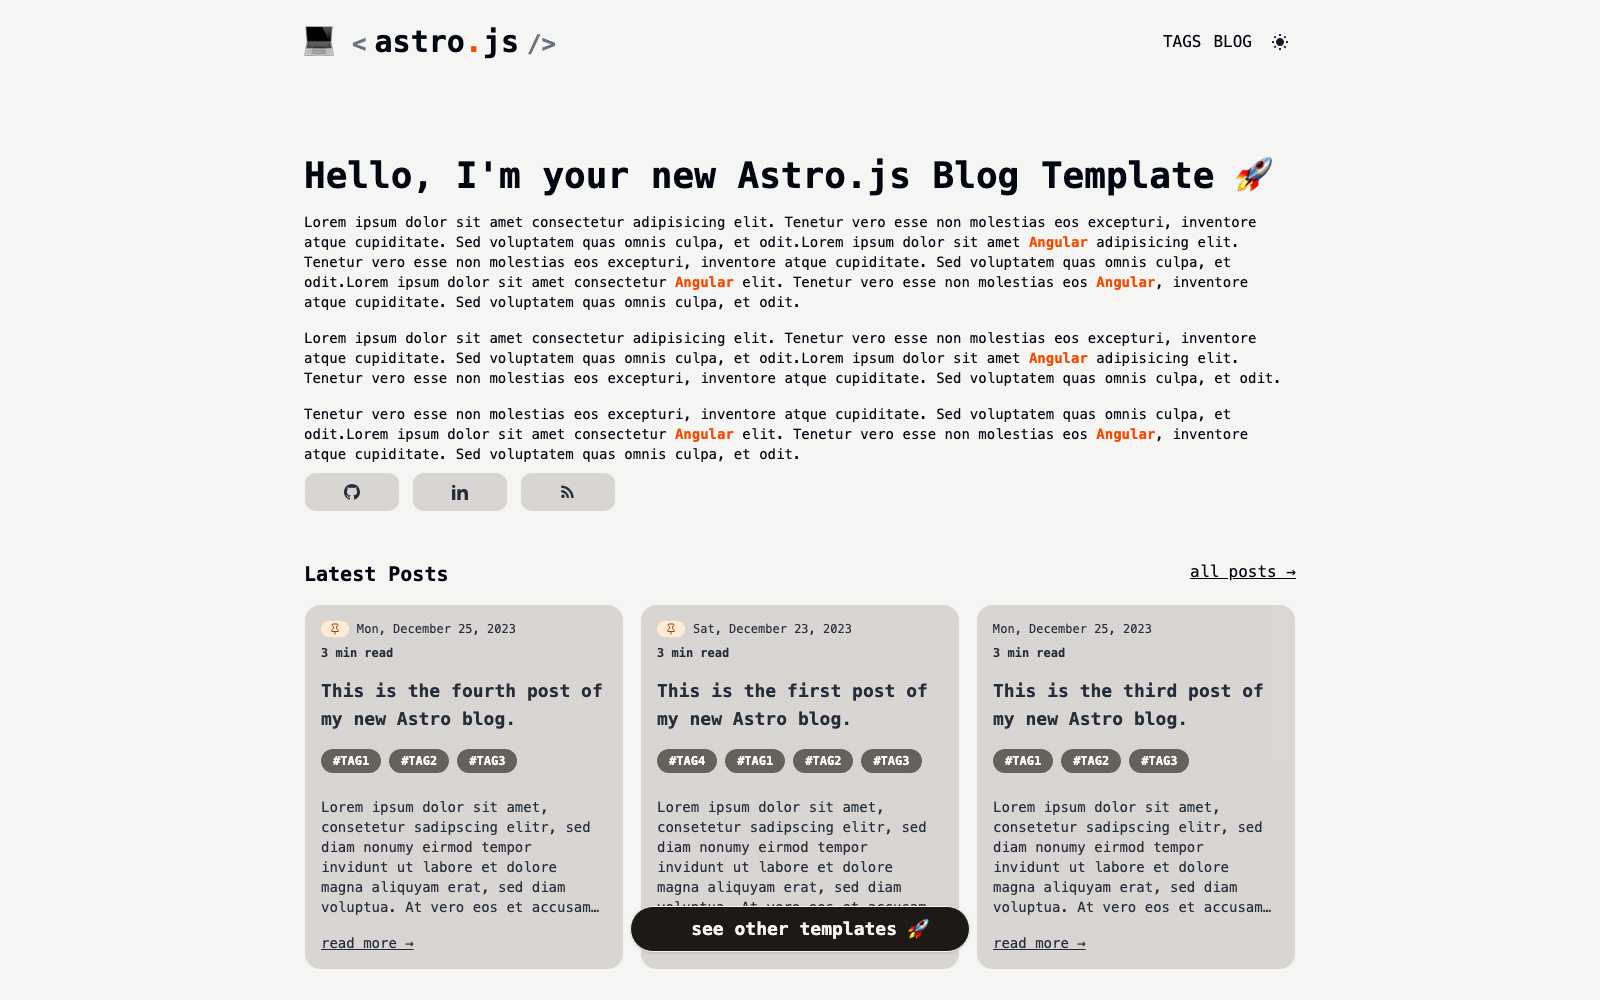 💻 < astro.js />
TAGS BLOG
Hello, I'm your new Astro.js Blog Template 🚀
Lorem ipsum dolor sit amet consectetur adipisicing elit. Tenetur vero esse non molestias eos excepturi, inventore
atque cupiditate. Sed voluptatem quas omnis culpa, et odit.Lorem ipsum dolor sit amet Angular adipisicing elit.
Tenetur vero esse non molestias eos excepturi, inventore atque cupiditate. Sed voluptatem quas omnis culpa, et
odit.Lorem ipsum dolor sit amet consectetur Angular elit. Tenetur vero esse non molestias eos Angular, inventore
atque cupiditate. Sed voluptatem quas omnis culpa, et odit.
Lorem ipsum dolor sit amet consectetur adipisicing elit. Tenetur vero esse non molestias eos excepturi, inventore
atque cupiditate. Sed voluptatem quas omnis culpa, et odit.Lorem ipsum dolor sit amet Angular adipisicing elit.
Tenetur vero esse non molestias eos excepturi, inventore atque cupiditate. Sed voluptatem quas omnis culpa, et odit.
Tenetur vero esse non molestias eos excepturi, inventore atque cupiditate. Sed voluptatem quas omnis culpa, et
odit.Lorem ipsum dolor sit amet consectetur Angular elit. Tenetur vero esse non molestias eos Angular, inventore
atque cupiditate. Sed voluptatem quas omnis culpa, et odit.
in
Latest Posts
all posts →
Mon, December 25, 2023
3 min read
This is the fourth post of
my new Astro blog.
#TAG1 #TAG2 #TAG3
Lorem ipsum dolor sit amet,
consetetur sadipscing elitr, sed
diam nonumy eirmod tempor
invidunt ut labore et dolore
magna aliquyam erat, sed diam
voluptua. At vero eos et accusam…
read more →
Sat, December 23, 2023
3 min read
This is the first post of
my new Astro blog.
#TAG4 #TAG1 #TAG2 #TAG3
Lorem ipsum dolor sit amet,
consetetur sadipscing elitr, sed
diam nonumy eirmod tempor
invidunt ut labore et dolore
magna aliquyam erat, sed diam
voluptua. At vero eos et accusam…
Mon, December 25, 2023
3 min read
This is the third post of
my new Astro blog.
#TAG1 #TAG2 #TAG3
Lorem ipsum dolor sit amet,
consetetur sadipscing elitr, sed
diam nonumy eirmod tempor
invidunt ut labore et dolore
magna aliquyam erat, sed diam
voluptua. At vero eos et accusam…
read more →
see other templates 🚀